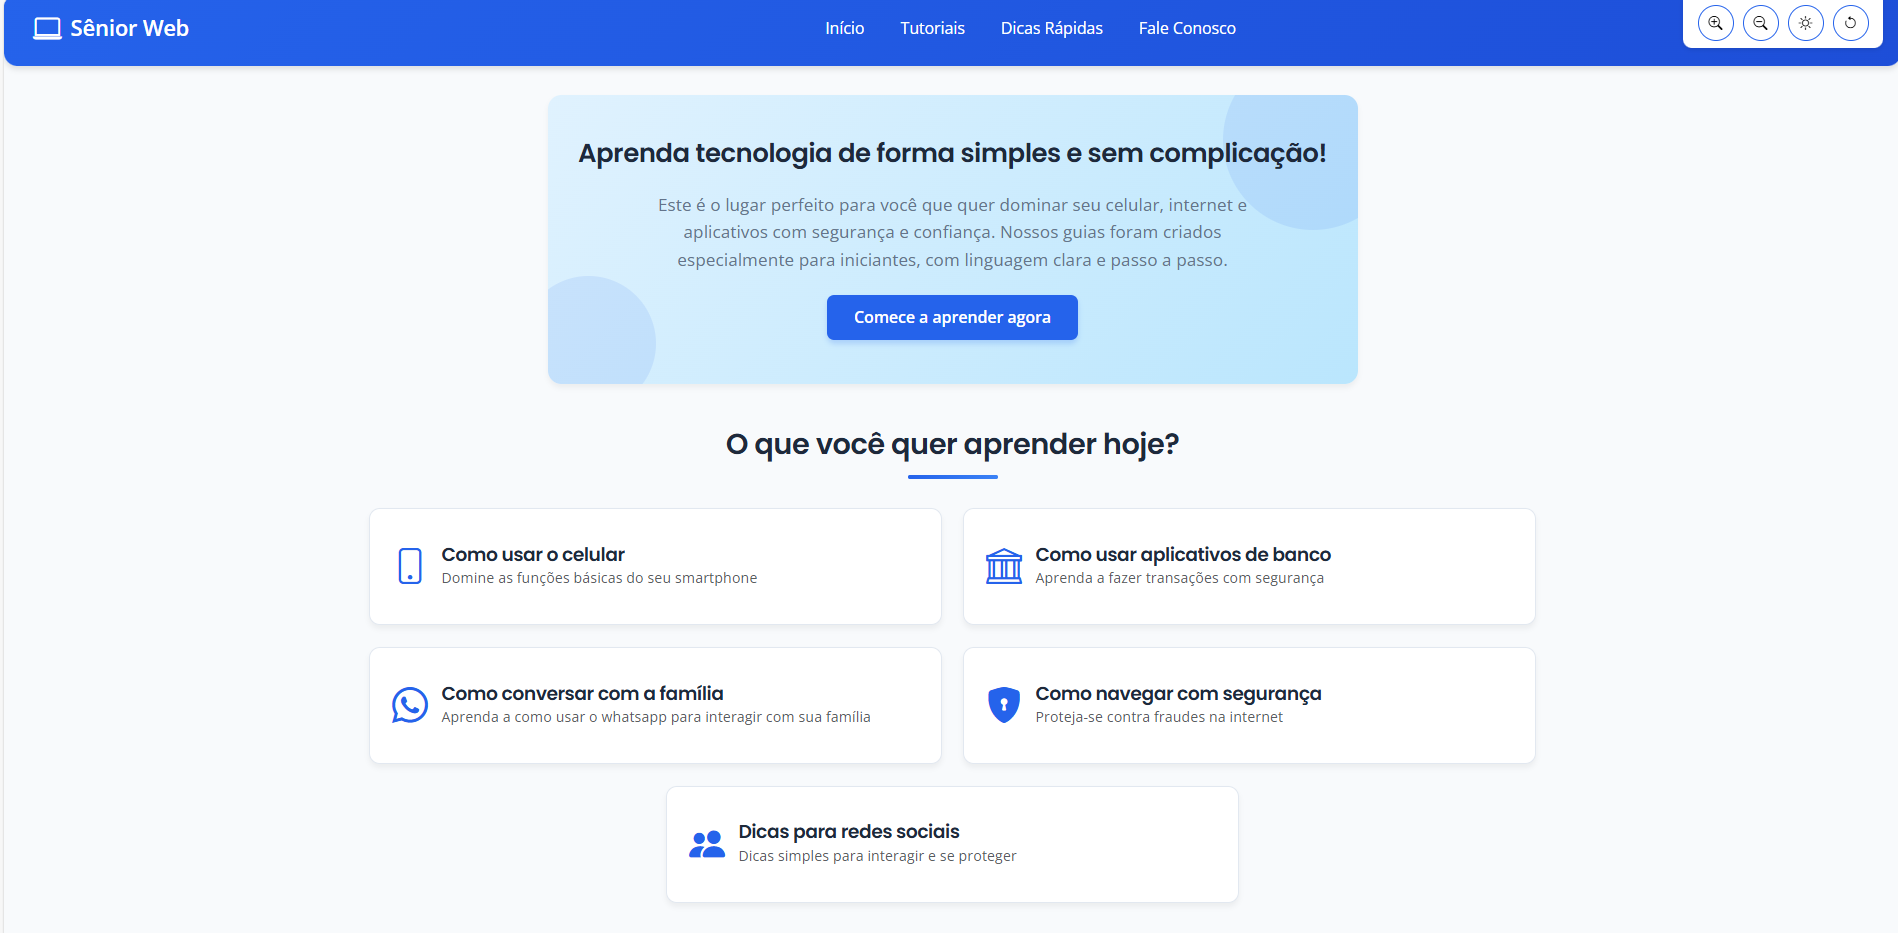 Sênior Web
Início
Tutoriais
Dicas Rápidas
Fale Conosco
Aprenda tecnologia de forma simples e sem complicação!
Este é o lugar perfeito para você que quer dominar seu celular, internet e
aplicativos com segurança e confiança. Nossos guias foram criados
especialmente para iniciantes, com linguagem clara e passo a passo.
Comece a aprender agora
O que você quer aprender hoje?
Como usar o celular
Domine as funções básicas do seu smartphone
Como usar aplicativos de banco
Aprenda a fazer transações com segurança
Como conversar com a família
Aprenda a como usar o whatsapp para interagir com sua família
Como navegar com segurança
Proteja-se contra fraudes na internet
Dicas para redes sociais
Dicas simples para interagir e se proteger